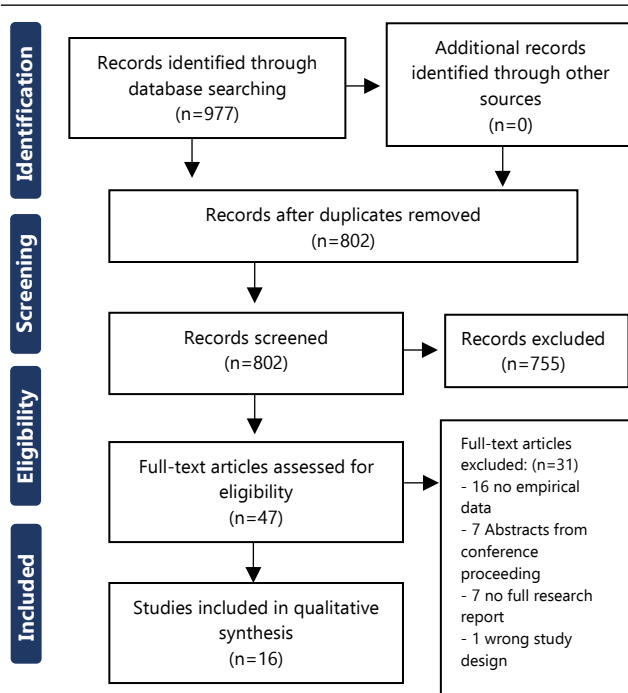 Identification
Records identified through
database searching
(n=977)
Additional records
identified through other
sources
(n=0)
Records after duplicates removed
(n=802)
Screening
Records screened
(n=802)
Records excluded
(n=755)
Eligibility
Full-text articles assessed for
eligibility
(n=47)
Full-text articles
excluded: (n=31)
- 16 no empirical
data
- 7 Abstracts from
conference
proceeding
- 7 no full research
report
- 1 wrong study
design
Included
Studies included in qualitative
synthesis
(n=16)